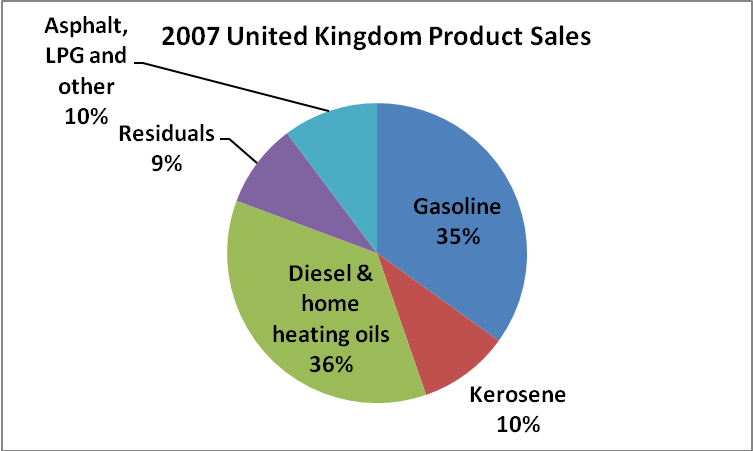 2007 United Kingdom Product Sales
Asphalt,
LPG and
other
10%
Residuals
9%
Gasoline
35%
Diesel &
home
heating oils
36%
Kerosene
10%